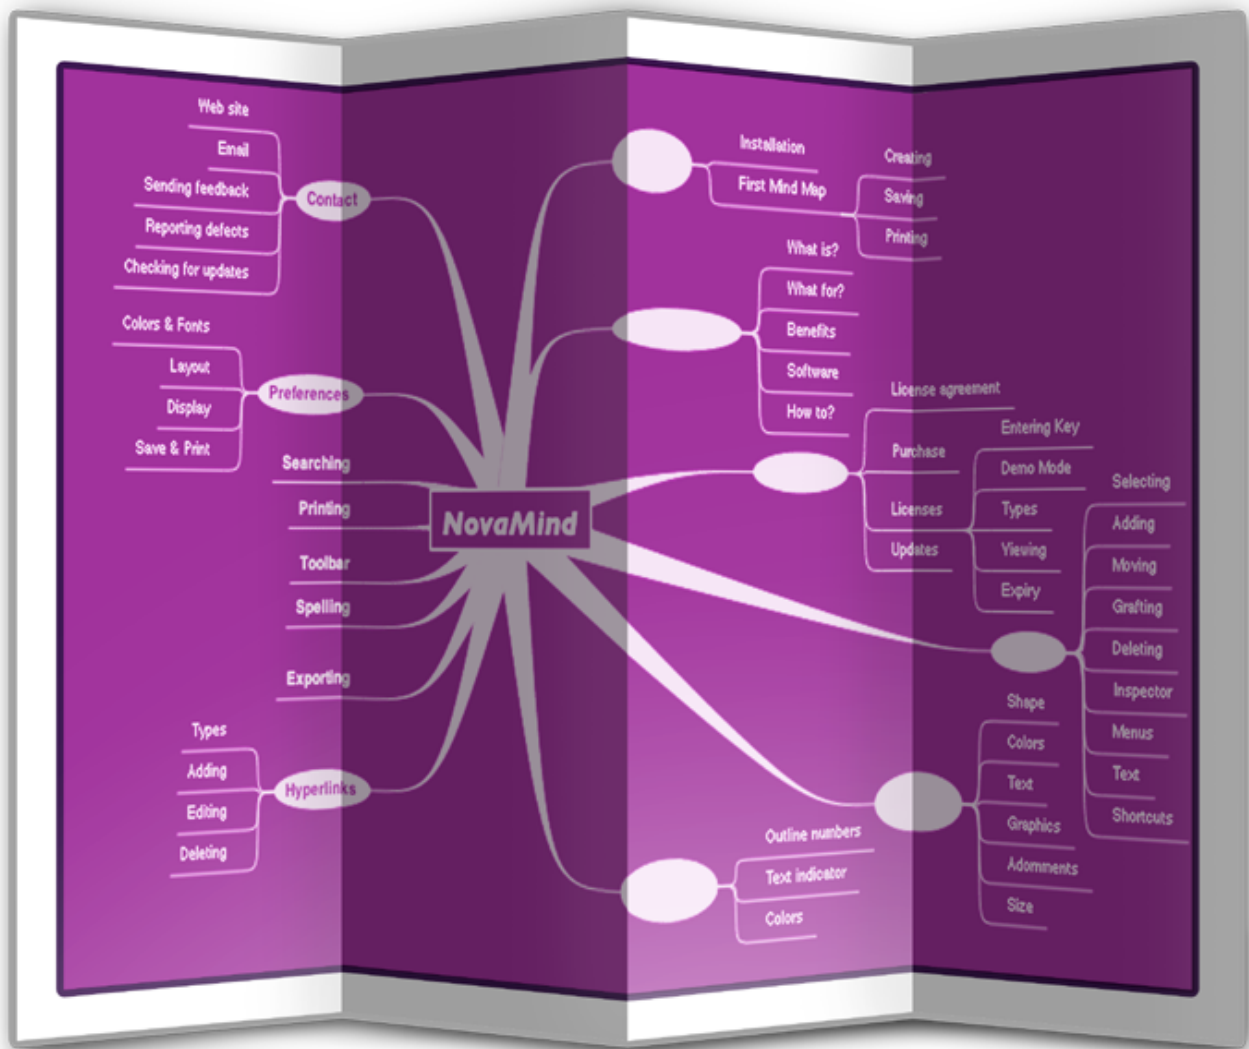 Web site
Email
Sending feedback
Reporting defects
Checking for updates
Contact
Colors & Fonts
Layout
Display
Save & Print
Preferences
Searching
Printing
Toolbar
Spelling
Exporting
Types
Adding
Editing
Deleting
Hyperlinks
NovaMind
Installation
First Mind Map
Creating
Saving
Printing
What is?
What for?
Benefits
Software
How to?
License agreement
Purchase
Licenses
Updates
Entering Key
Demo Mode
Types
Viewing
Expiry
Selecting
Adding
Moving
Grafting
Deleting
Inspector
Menus
Text
Shortcuts
Shape
Colors
Text
Graphics
Adornments
Size
Outline numbers
Text indicator
Colors